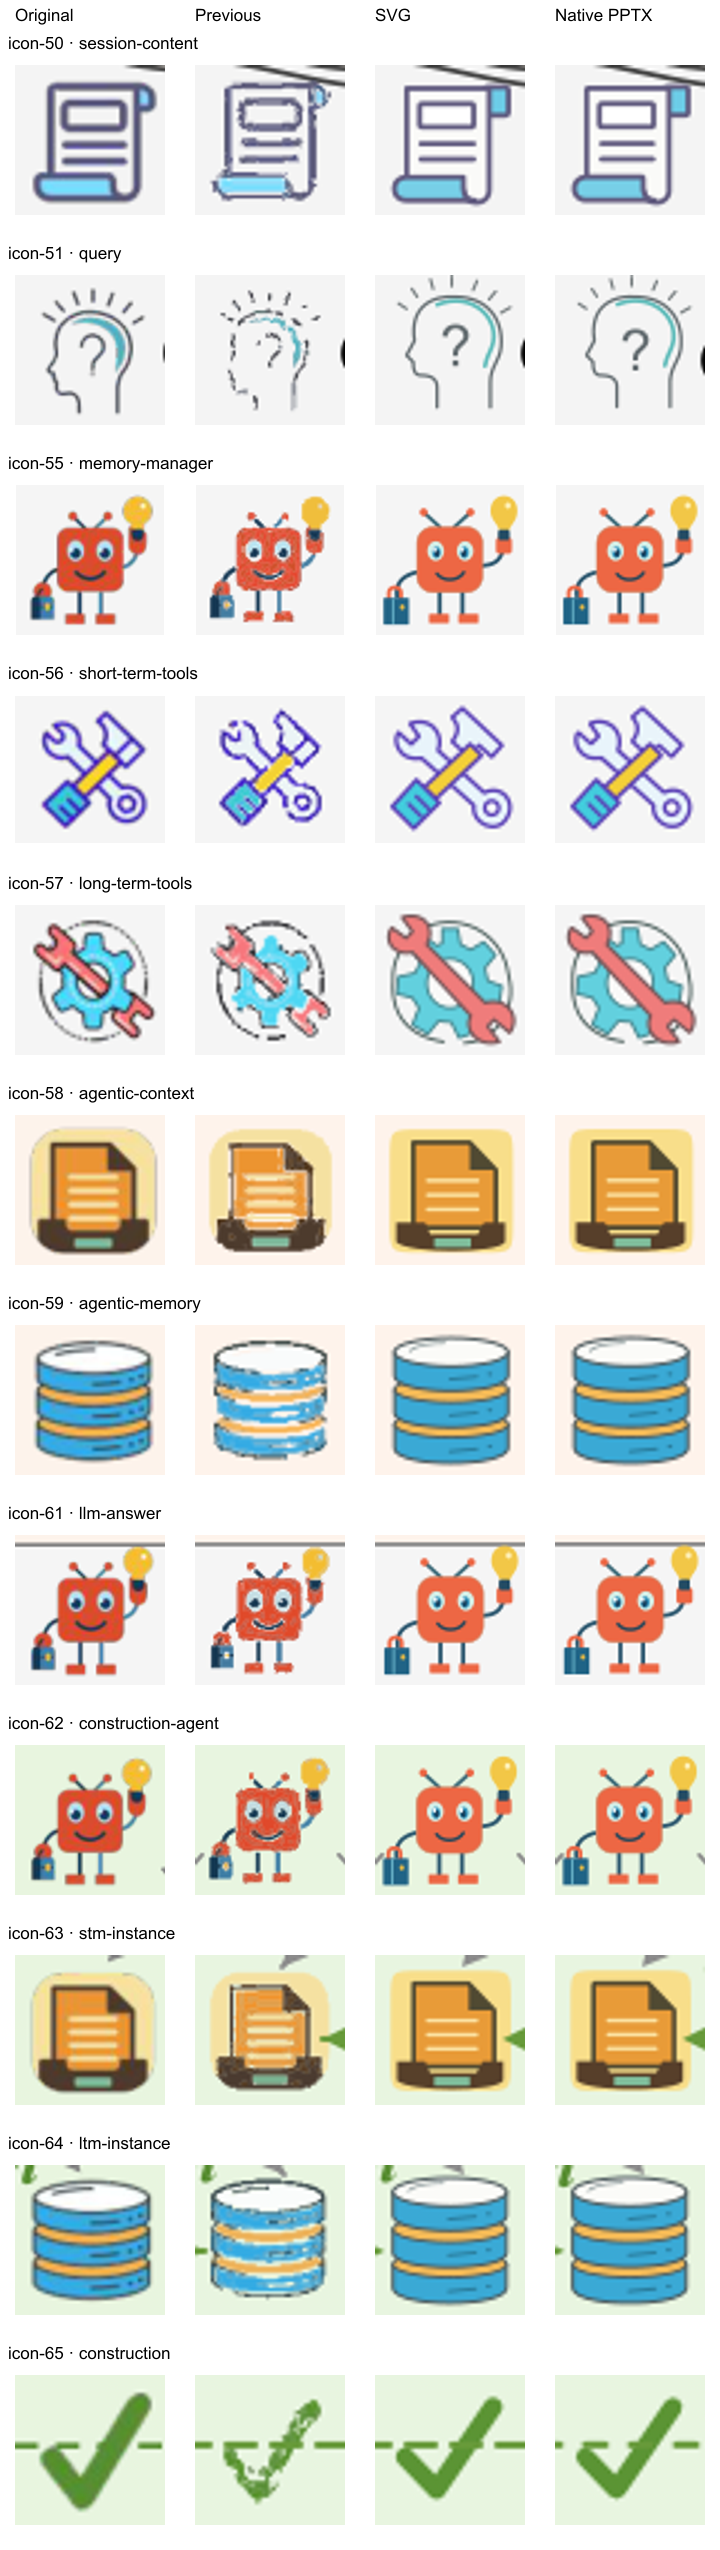 Original Previous SVG Native PPTX
icon-50 · session-content
icon-51 · query
?
?
?
?
icon-55 · memory-manager
icon-56 · short-term-tools
icon-57 · long-term-tools
icon-58 · agentic-context
icon-59 · agentic-memory
icon-61 · llm-answer
icon-62 · construction-agent
icon-63 · stm-instance
icon-64 · ltm-instance
icon-65 · construction